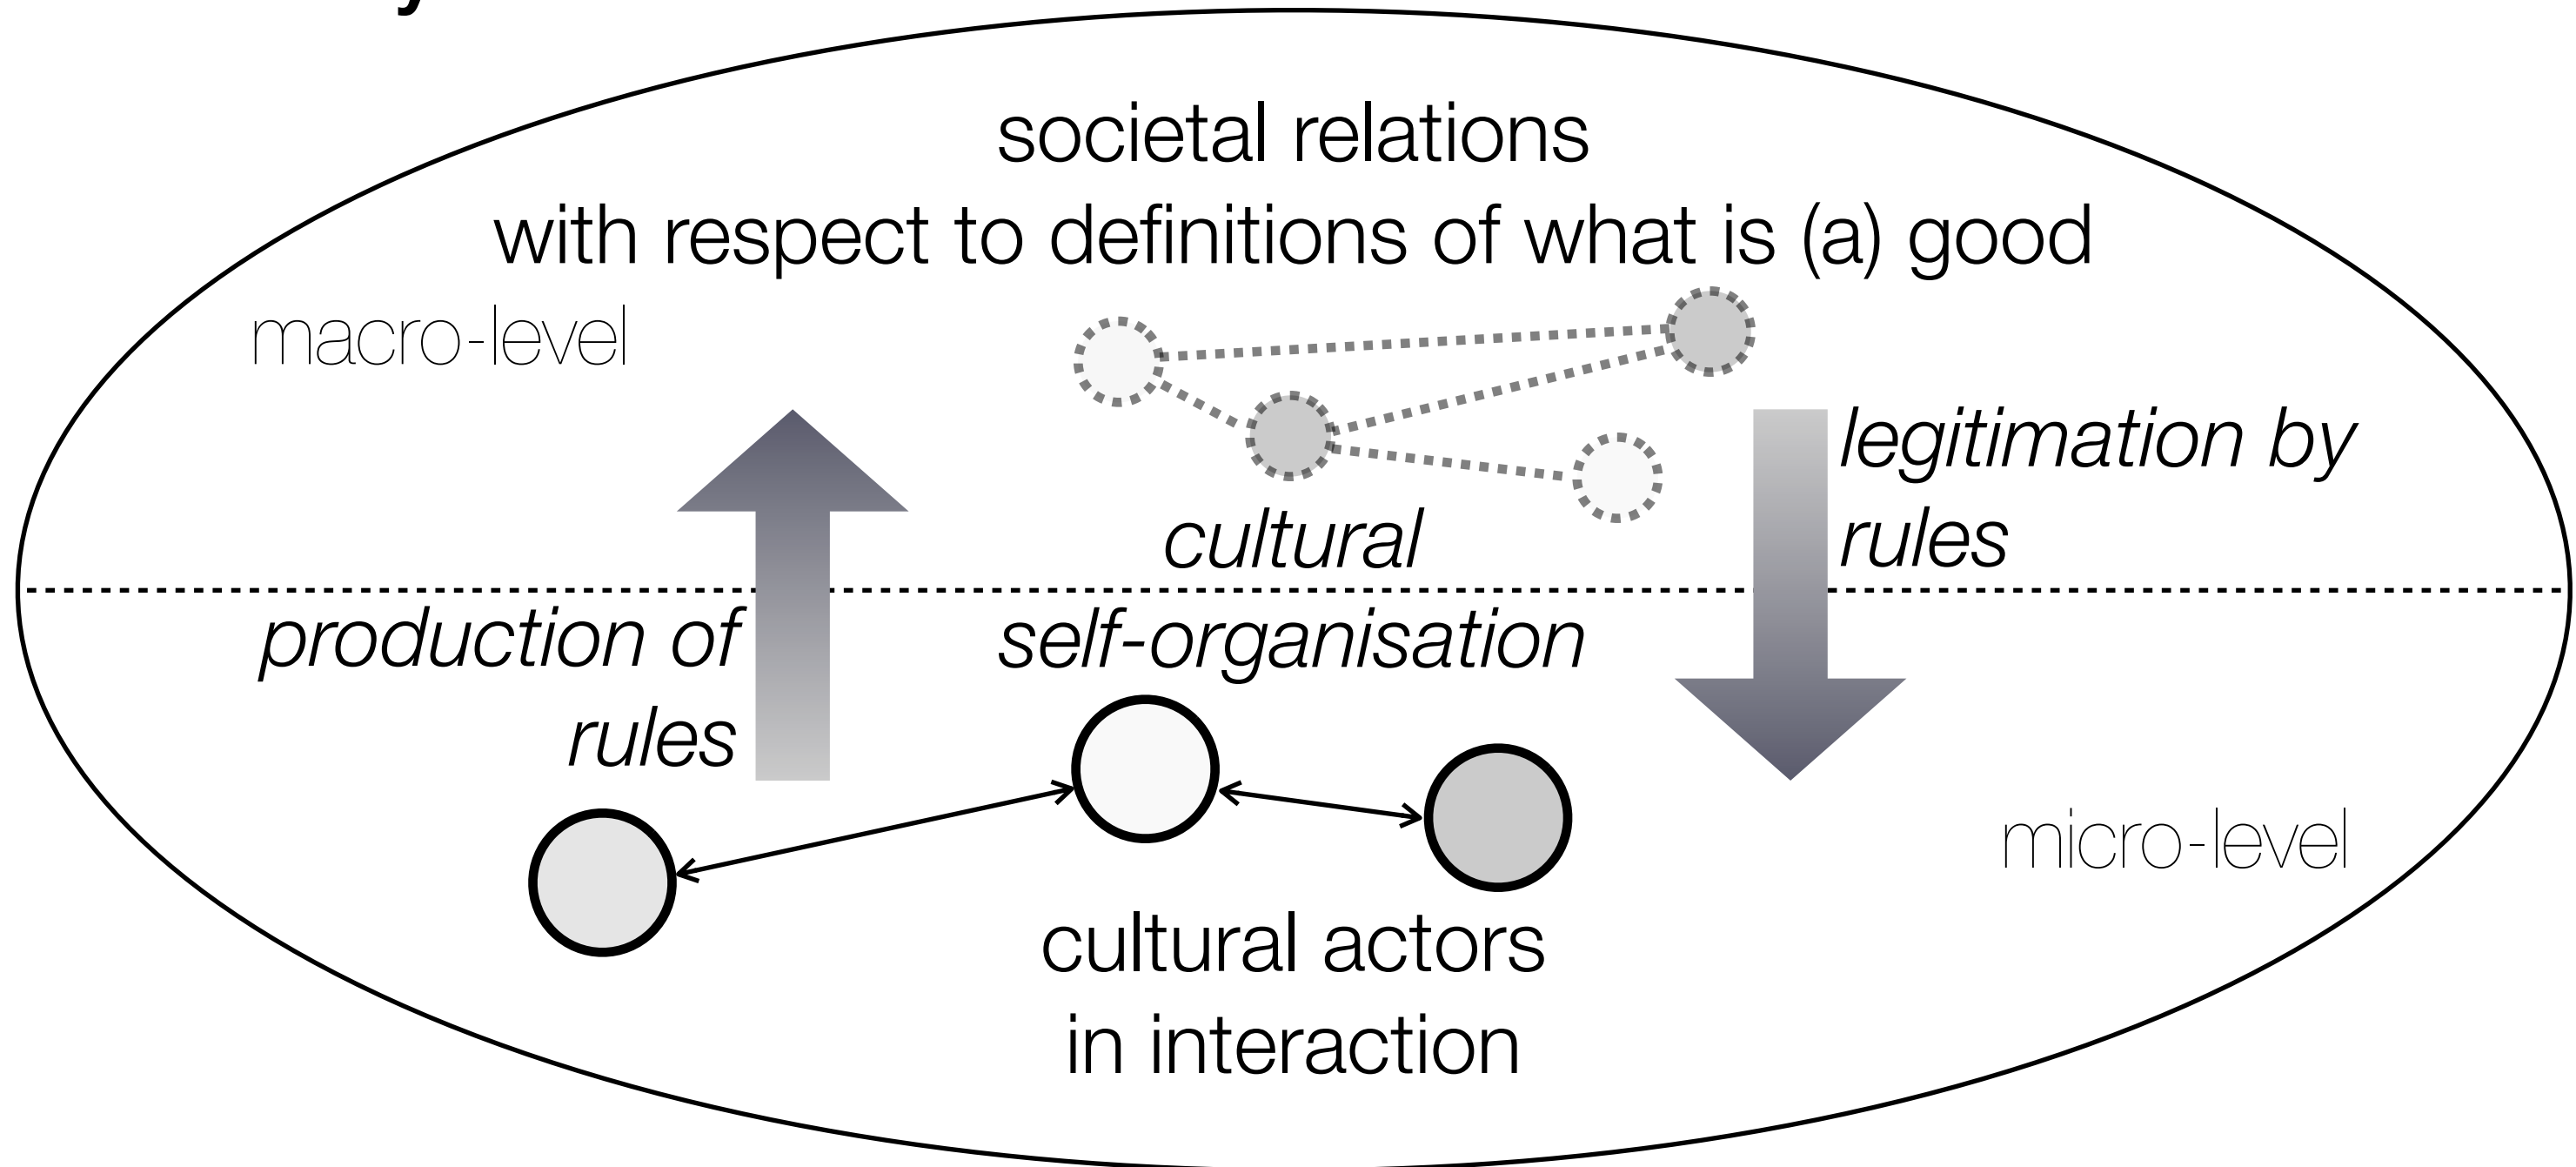 societal relations
with respect to definitions of what is (a) good
macro-level
legitimation by
rules
cultural
self-organisation
production of
rules
micro-level
cultural actors
in interaction